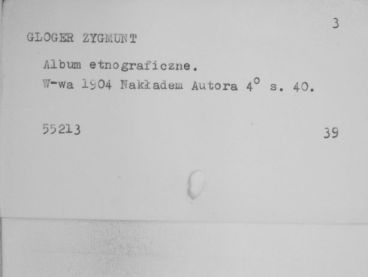 3
GLOGER ZYGMUNT
Album etnograficzne.
W-wa 1904 Nakładem Autora 4° s. 40.
55213 39